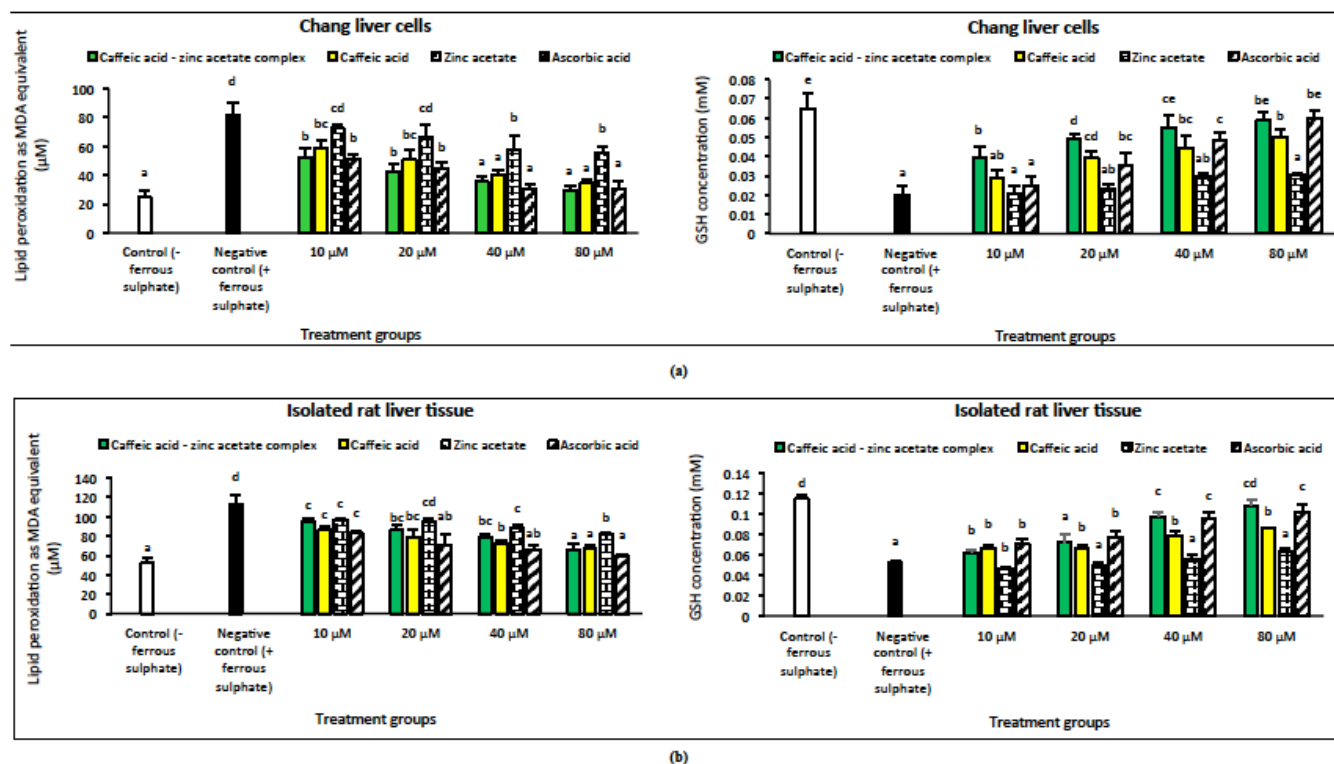 Chang liver cells
Caffeic acid - zinc acetate complex Caffeic acid Zinc acetate Ascorbic acid
Lipid peroxidation as MDA equivalent
(µM)
100
80
60
40
20
0
a
d
b bc cd b
b bc cd b
a a b a
a a b a
Control (-
ferrous
sulphate)
Negative
control (+
ferrous
sulphate)
10 µM
20 µM
40 µM
80 µM
Treatment groups
Chang liver cells
Caffeic acid - zinc acetate complex Caffeic acid Zinc acetate Ascorbic acid
GSH concentration (mM)
0.08
0.07
0.06
0.05
0.04
0.03
0.02
0.01
0
e
a
b ab a a
d cd ab bc
ce bc ab c
be b a be
Control (-
ferrous
sulphate)
Negative
control (+
ferrous
sulphate)
10 µM
20 µM
40 µM
80 µM
Treatment groups
(a)
Isolated rat liver tissue
Caffeic acid - zinc acetate complex Caffeic acid Zinc acetate Ascorbic acid
Lipid peroxidation as MDA equivalent
(µM)
140
120
100
80
60
40
20
0
a
d
c c c c
bc bc cd ab
bc b c ab
a a b a
Control (-
ferrous
sulphate)
Negative
control (+
ferrous
sulphate)
10 µM
20 µM
40 µM
80 µM
Treatment groups
Isolated rat liver tissue
Caffeic acid - zinc acetate complex Caffeic acid Zinc acetate Ascorbic acid
GSH concentration (mM)
0.14
0.12
0.1
0.08
0.06
0.04
0.02
0
d
a
b b b b
a b a b
c b a c
cd b a c
Control (-
ferrous
sulphate)
Negative
control (+
ferrous
sulphate)
10 µM
20 µM
40 µM
80 µM
Treatment groups
(b)